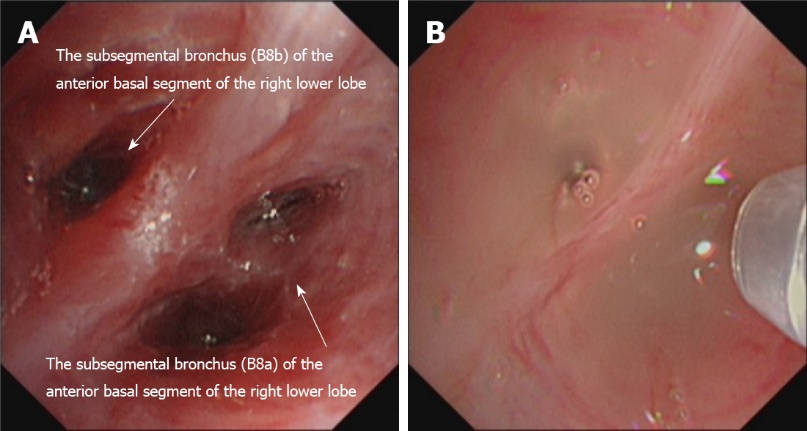 A
The subsegmental bronchus (B8b) of the
anterior basal segment of the right lower lobe
The subsegmental bronchus (B8a) of the
anterior basal segment of the right lower lobe
B